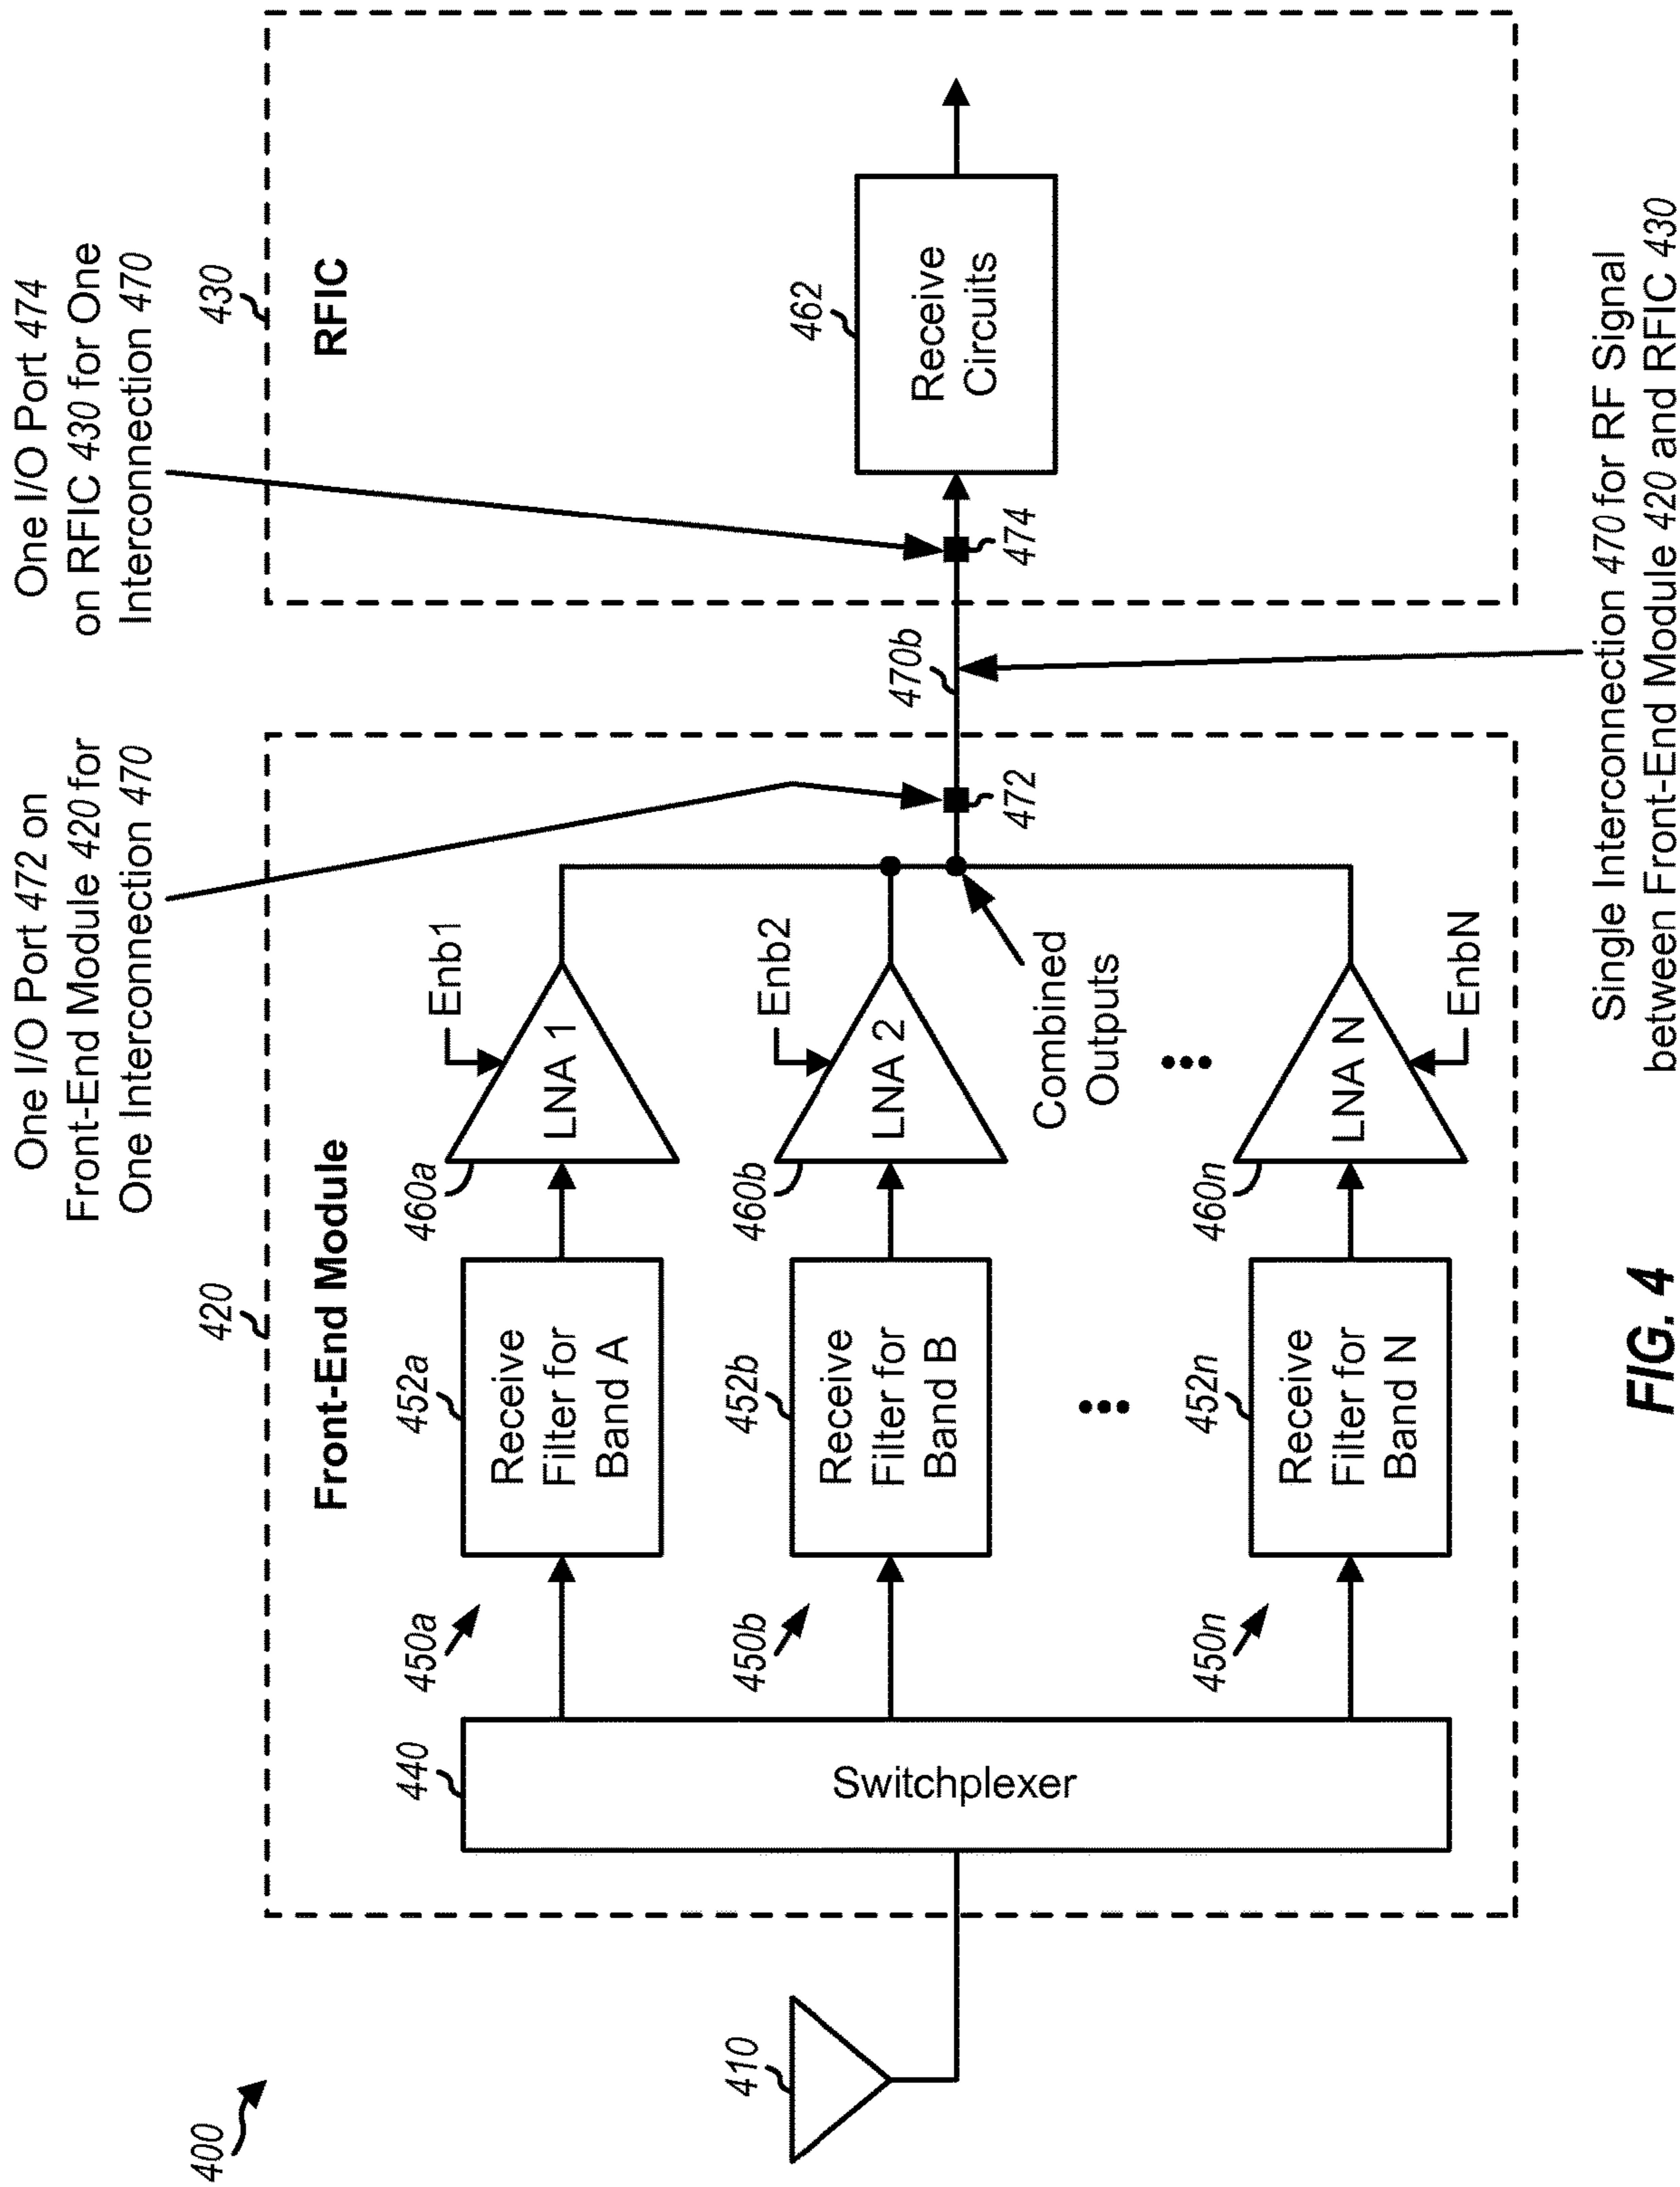 400
One I/O Port 472 on
Front-End Module 420 for
One Interconnection 470
One I/O Port 474
on RFIC 430 for One
Interconnection 470
420
430
Front-End Module
RFIC
410
440
Switchplexer
450a
452a
Receive
Filter for
Band A
460a
LNA 1
Enb1
450b
452b
Receive
Filter for
Band B
460b
LNA 2
Enb2
472
470b
474
462
Receive
Circuits
Combined
Outputs
450n
452n
Receive
Filter for
Band N
460n
LNA N
EnbN
Single Interconnection 470 for RF Signal
between Front-End Module 420 and RFIC 430
FIG. 4